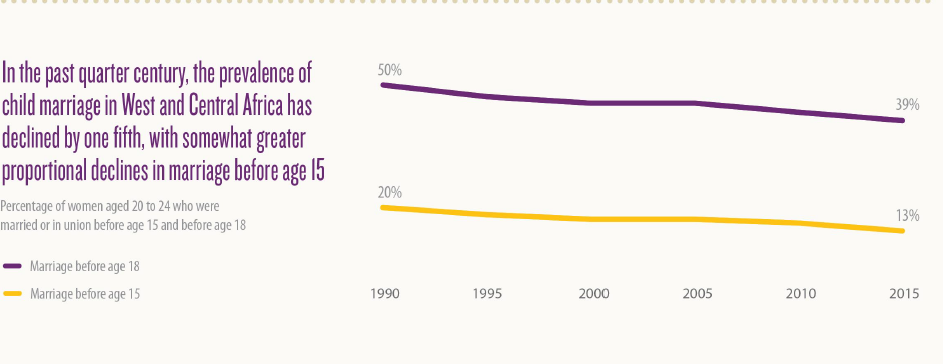 In the past quarter century, the prevalence of
child marriage in West and Central Africa has
declined by one fifth, with somewhat greater
proportional declines in marriage before age 15
Percentage of women aged 20 to 24 who were
married or in union before age 15 and before age 18
Marriage before age 18
Marriage before age 15
50%
39%
20%
13%
1990 1995 2000 2005 2010 2015